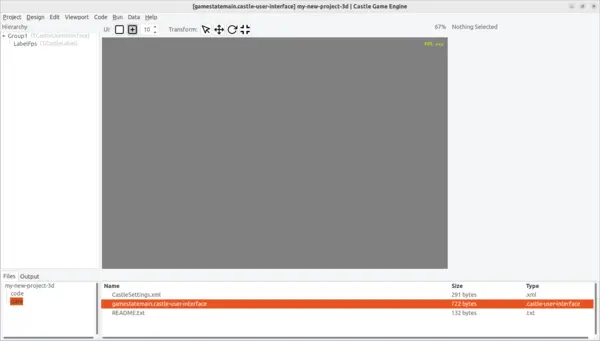 [gamestatemain.castle-user-interface] my-new-project-3d | Castle Game Engine
Project Design Edit Viewport Code Run Data Help
Hierarchy
UI: 10 Transform: 67% Nothing Selected
Group1 (TCastleUserInterface)
LabelFps (TCastleLabel)
FPS: xxx
Files Output
my-new-project-3d
code
data
Name Size Type
CastleSettings.xml 291 bytes .xml
gamestatemain.castle-user-interface 722 bytes .castle-user-interface
README.txt 132 bytes .txt